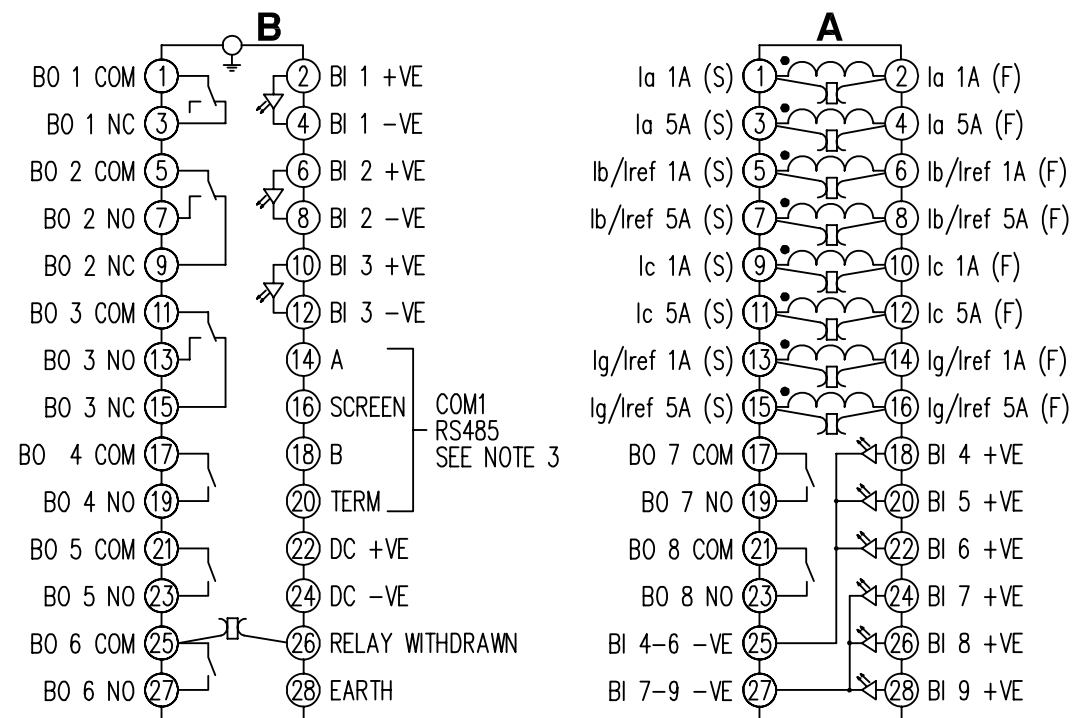 B
A
BO 1 COM 1 2 BI 1 +VE
BO 1 NC 3 4 BI 1 -VE
BO 2 COM 5 6 BI 2 +VE
BO 2 NO 7 8 BI 2 -VE
BO 2 NC 9 10 BI 3 +VE
BO 3 COM 11 12 BI 3 -VE
BO 3 NO 13 14 A
BO 3 NC 15 16 SCREEN
BO 4 COM 17 18 B
BO 4 NO 19 20 TERM
COM1
RS485
SEE NOTE 3
BO 5 COM 21 22 DC +VE
BO 5 NO 23 24 DC -VE
BO 6 COM 25 26 RELAY WITHDRAWN
BO 6 NO 27 28 EARTH
Ia 1A (S) 1 2 Ia 1A (F)
Ia 5A (S) 3 4 Ia 5A (F)
Ib/Iref 1A (S) 5 6 Ib/Iref 1A (F)
Ib/Iref 5A (S) 7 8 Ib/Iref 5A (F)
Ic 1A (S) 9 10 Ic 1A (F)
Ic 5A (S) 11 12 Ic 5A (F)
Ig/Iref 1A (S) 13 14 Ig/Iref 1A (F)
Ig/Iref 5A (S) 15 16 Ig/Iref 5A (F)
BO 7 COM 17 18 BI 4 +VE
BO 7 NO 19 20 BI 5 +VE
BO 8 COM 21 22 BI 6 +VE
BO 8 NO 23 24 BI 7 +VE
BI 4-6 -VE 25 26 BI 8 +VE
BI 7-9 -VE 27 28 BI 9 +VE